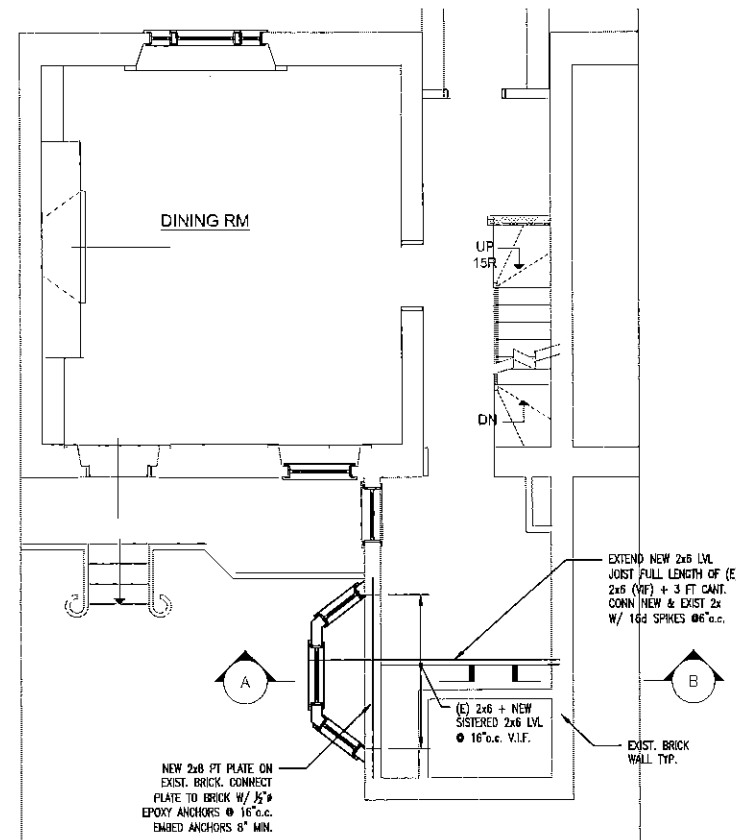 DINING RM
UP
15R
DN
EXTEND NEW 2x6 LVL
JOIST FULL LENGTH OF (E
2x6 (VIF) + 3 FT CANT.
CONN NEW & EXIST 2x
W/ 16d SPIKES @6"o.c.
A
B
(E) 2x6 + NEW
SISTERED 2x6 LVL
@ 16"o.c. V.I.F.
EXIST. BRICK
WALL TYP.
NEW 2x8 PT PLATE ON
EXIST. BRICK. CONNECT
PLATE TO BRICK W/ ½"ø
EPOXY ANCHORS @ 16"o.c.
EMBED ANCHORS 8" MIN.